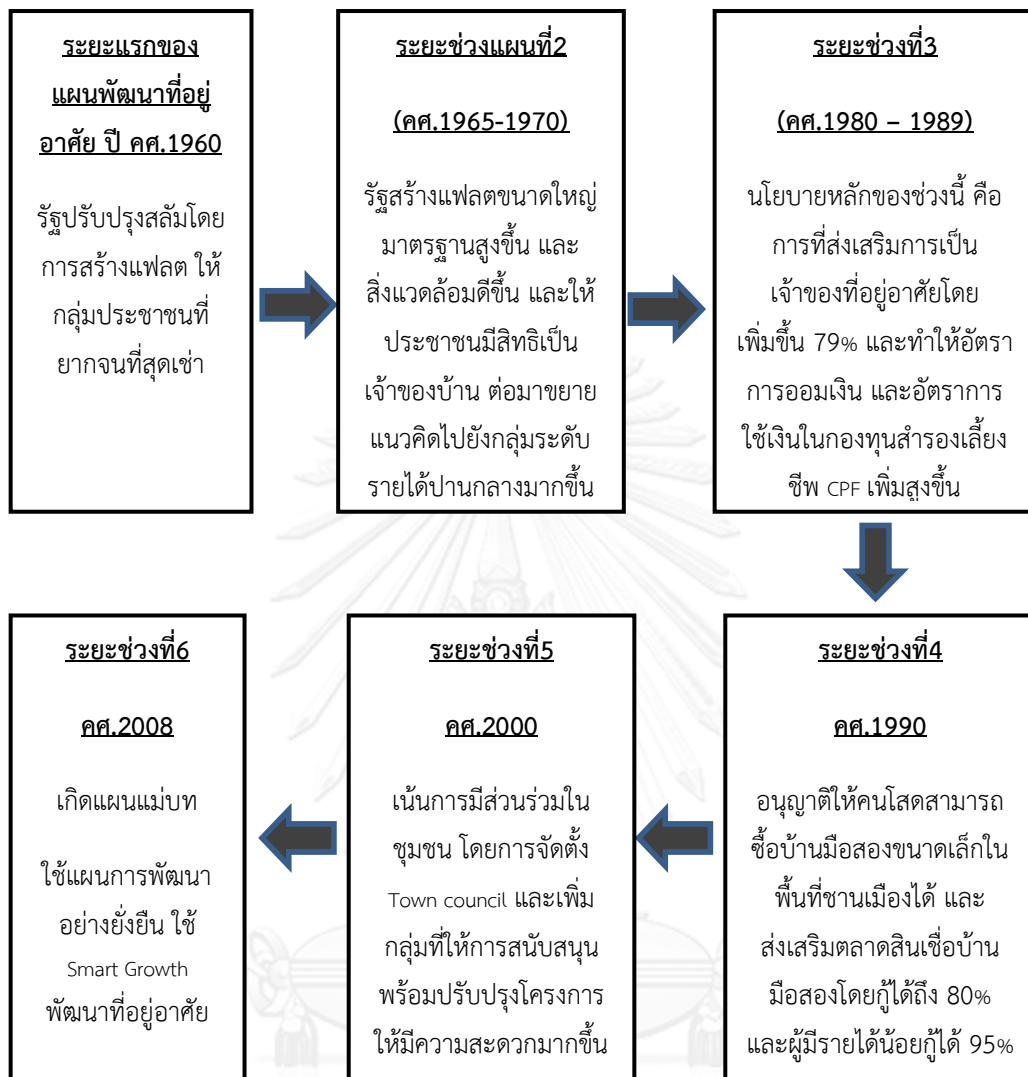 ระยะแรกของ
แผนพัฒนาที่อยู่
อาศัย ปี คศ.1960
รัฐปรับปรุงสลัมโดย
การสร้างแฟลต ให้
กลุ่มประชาชนที่
ยากจนที่สุดเช่า
ระยะช่วงแผนที่2
(คศ.1965-1970)
รัฐสร้างแฟลตขนาดใหญ่
มาตรฐานสูงขึ้น และ
สิ่งแวดล้อมดีขึ้น และให้
ประชาชนมีสิทธิเป็น
เจ้าของบ้าน ต่อมาขยาย
แนวคิดไปยังกลุ่มระดับ
รายได้ปานกลางมากขึ้น
ระยะช่วงที่3
(คศ.1980 – 1989)
นโยบายหลักของช่วงนี้ คือ
การที่ส่งเสริมการเป็น
เจ้าของที่อยู่อาศัยโดย
เพิ่มขึ้น 79% และทำให้อัตรา
การออมเงิน และอัตราการ
ใช้เงินในกองทุนสำรองเลี้ยง
ชีพ CPF เพิ่มสูงขึ้น
ระยะช่วงที่4
คศ.1990
อนุญาติให้คนโสดสามารถ
ซื้อบ้านมือสองขนาดเล็กใน
พื้นที่ชานเมืองได้ และ
ส่งเสริมตลาดสินเชื่อบ้าน
มือสองโดยกู้ได้ถึง 80%
และผู้มีรายได้น้อยกู้ได้ 95%
ระยะช่วงที่5
คศ.2000
เน้นการมีส่วนร่วมใน
ชุมชน โดยการจัดตั้ง
Town council และเพิ่ม
กลุ่มที่ให้การสนับสนุน
พร้อมปรับปรุงโครงการ
ให้มีความสะดวกมากขึ้น
ระยะช่วงที่6
คศ.2008
เกิดแผนแม่บท
ใช้แผนการพัฒนา
อย่างยั่งยืน ใช้
Smart Growth
พัฒนาที่อยู่อาศัย